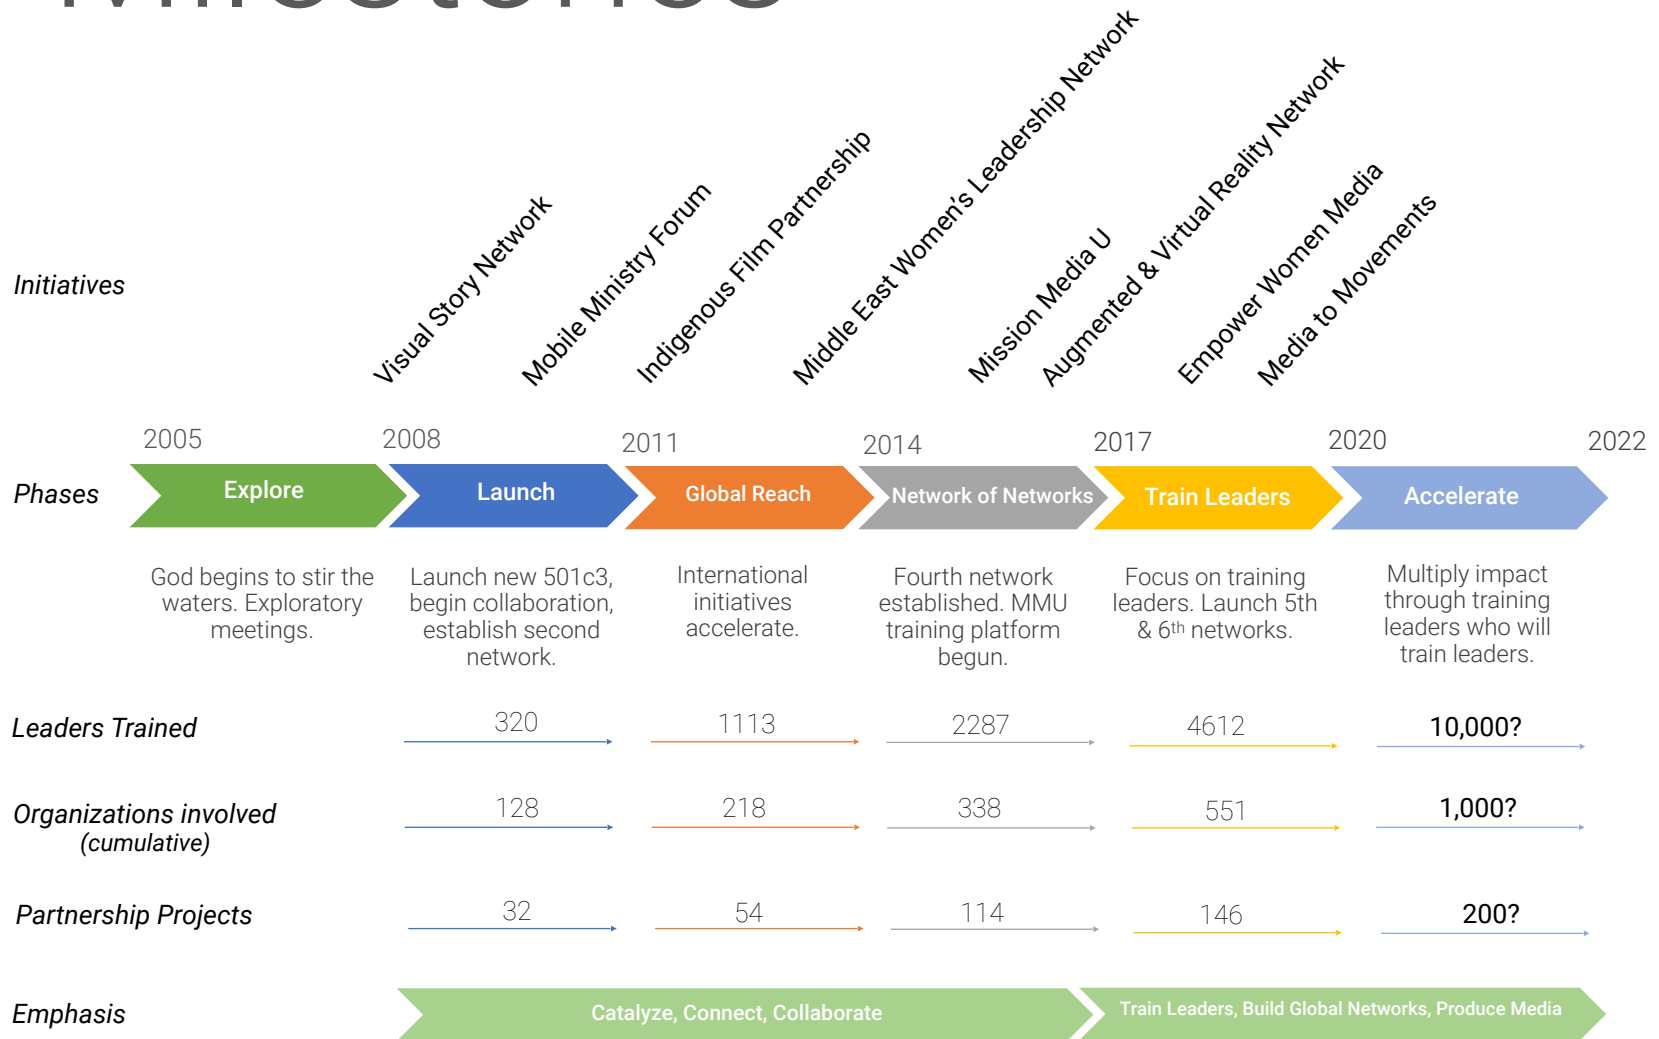 Milestones
Initiatives
Visual Story Network
Mobile Ministry Forum
Indigenous Film Partnership
Middle East Women's Leadership Network
Mission Media U
Augmented & Virtual Reality Network
Empower Women Media
Media to Movements
2005
2008
2011
2014
2017
2020
2022
Phases
Explore
Launch
Global Reach
Network of Networks
Train Leaders
Accelerate
God begins to stir the
waters. Exploratory
meetings.
Launch new 501c3,
begin collaboration,
establish second
network.
International
initiatives
accelerate.
Fourth network
established. MMU
training platform
begun.
Focus on training
leaders. Launch 5th
& 6th networks.
Multiply impact
through training
leaders who will
train leaders.
Leaders Trained
320
1113
2287
4612
10,000?
Organizations involved
(cumulative)
128
218
338
551
1,000?
Partnership Projects
32
54
114
146
200?
Emphasis
Catalyze, Connect, Collaborate
Train Leaders, Build Global Networks, Produce Media